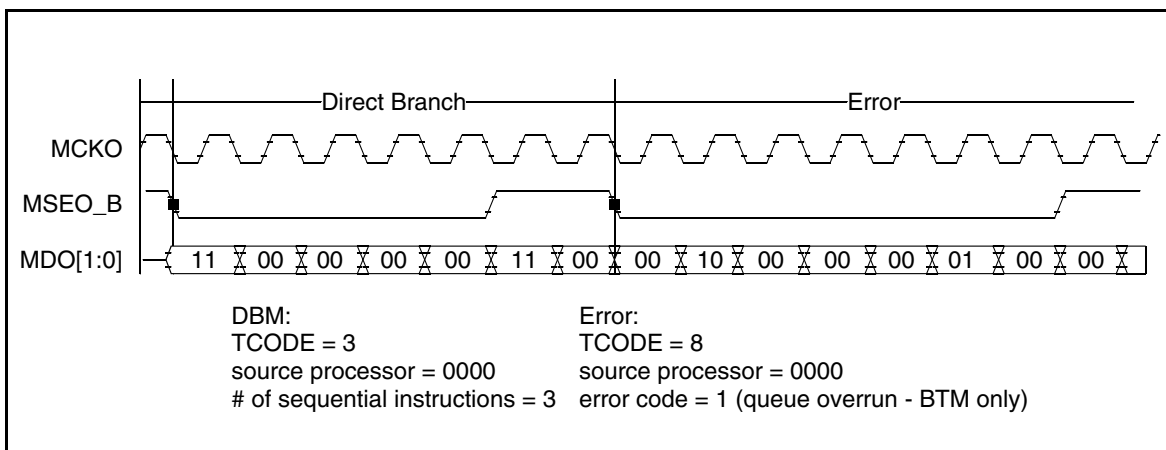 Direct Branch Error
MCKO
MSEO_B
MDO[1:0] 11 00 00 00 00 11 00 00 10 00 00 00 01 00 00
DBM: Error:
TCODE = 3 TCODE = 8
source processor = 0000 source processor = 0000
# of sequential instructions = 3 error code = 1 (queue overrun - BTM only)